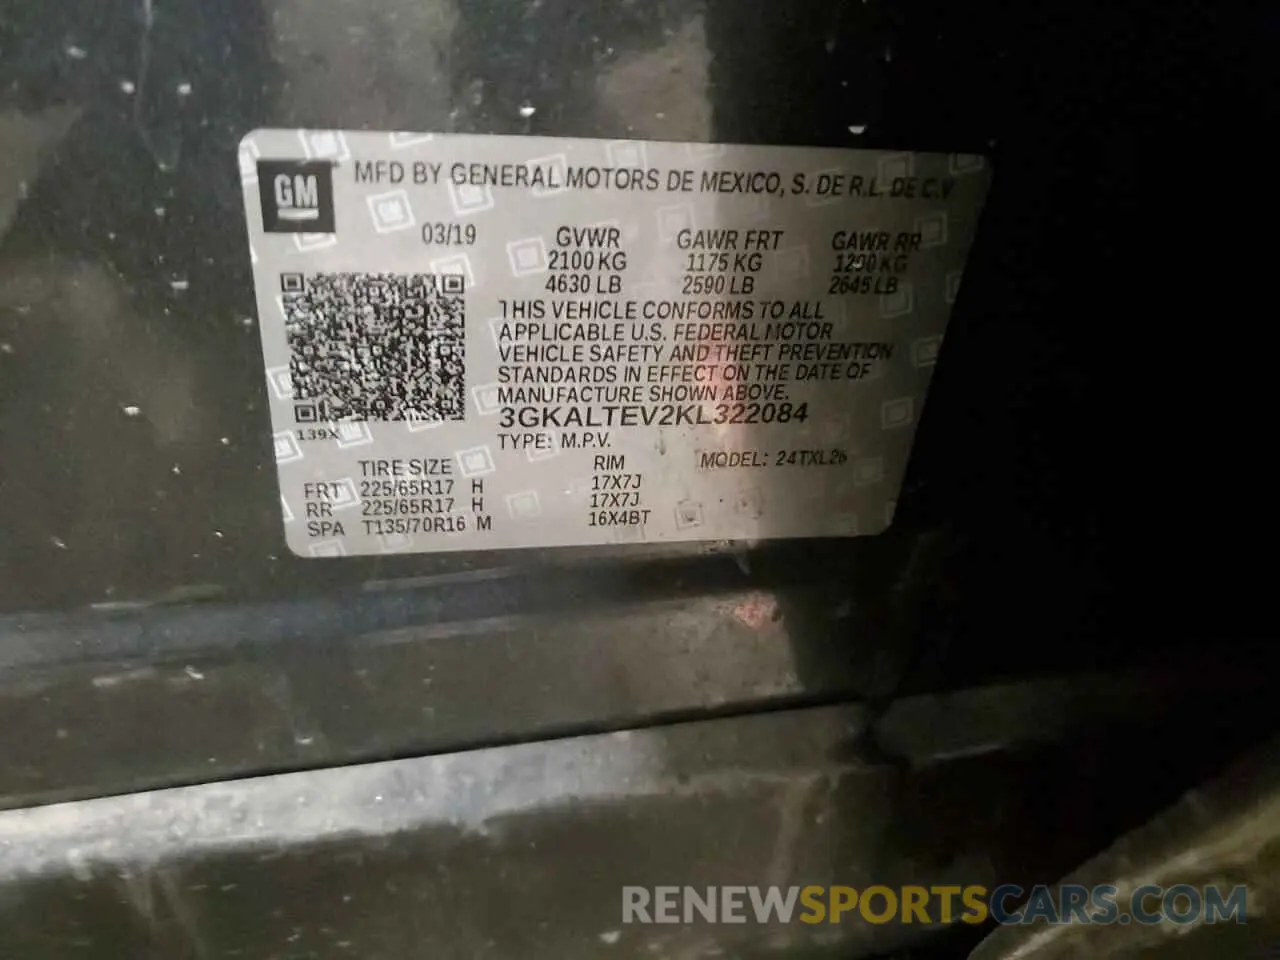 GM
MFD BY GENERAL MOTORS DE MEXICO, S. DE R.L. DE C.V
03/19 GVWR GAWR FRT GAWR RR
2100 KG 1175 KG 1200 KG
4630 LB 2590 LB 2645 LB
THIS VEHICLE CONFORMS TO ALL
APPLICABLE U.S. FEDERAL MOTOR
VEHICLE SAFETY AND THEFT PREVENTION
STANDARDS IN EFFECT ON THE DATE OF
MANUFACTURE SHOWN ABOVE.
3GKALTEV2KL322084
139X
TYPE: M.P.V. MODEL: 24TXL26
TIRE SIZE RIM
FRT 225/65R17 H 17X7J
RR 225/65R17 H 17X7J
SPA T135/70R16 M 16X4BT
RENEWSPORTSCARS.COM